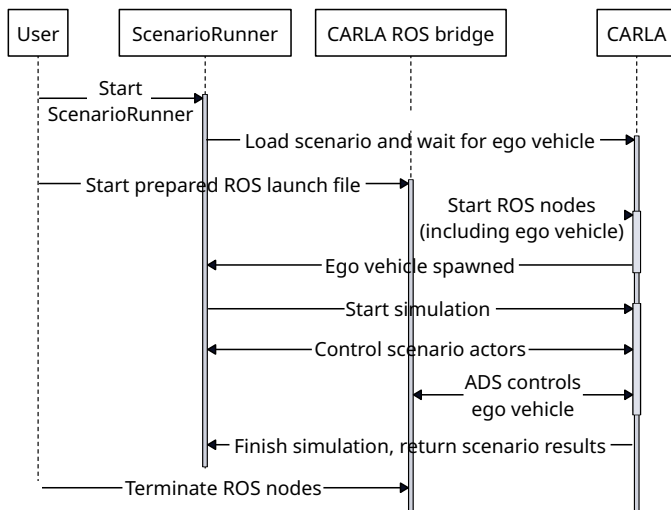 User
ScenarioRunner
CARLA ROS bridge
CARLA
Start
ScenarioRunner
Load scenario and wait for ego vehicle
Start prepared ROS launch file
Start ROS nodes
(including ego vehicle)
Ego vehicle spawned
Start simulation
Control scenario actors
ADS controls
ego vehicle
Finish simulation, return scenario results
Terminate ROS nodes